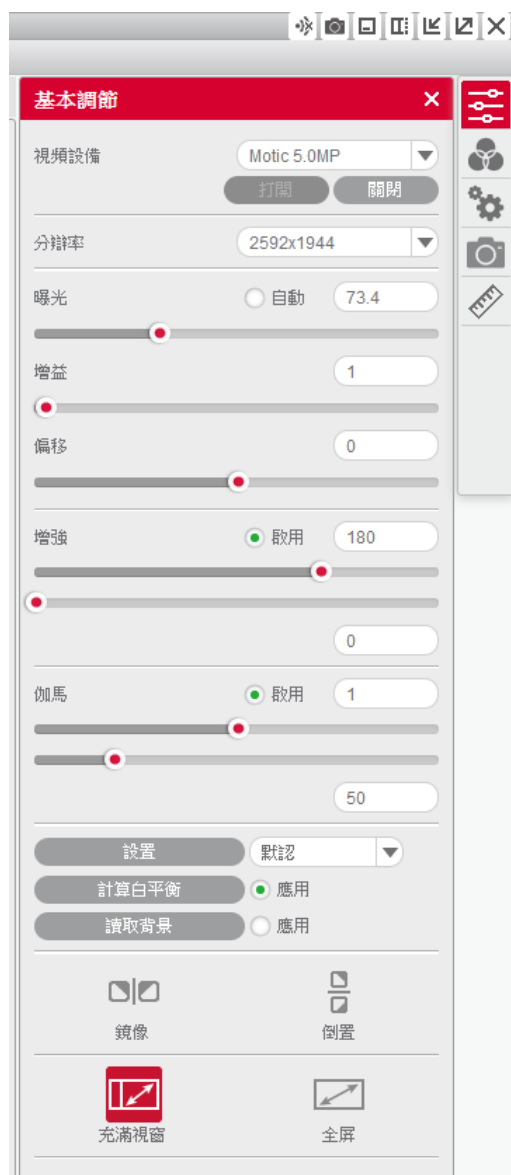 基本調節
視頻設備 Motic 5.0MP
打開 關閉
分辯率 2592x1944
曝光 自動 73.4
增益 1
偏移 0
增強 啟用 180
0
伽馬 啟用 1
50
設置 默認
計算白平衡 應用
讀取背景 應用
鏡像 倒置
充滿視窗 全屏